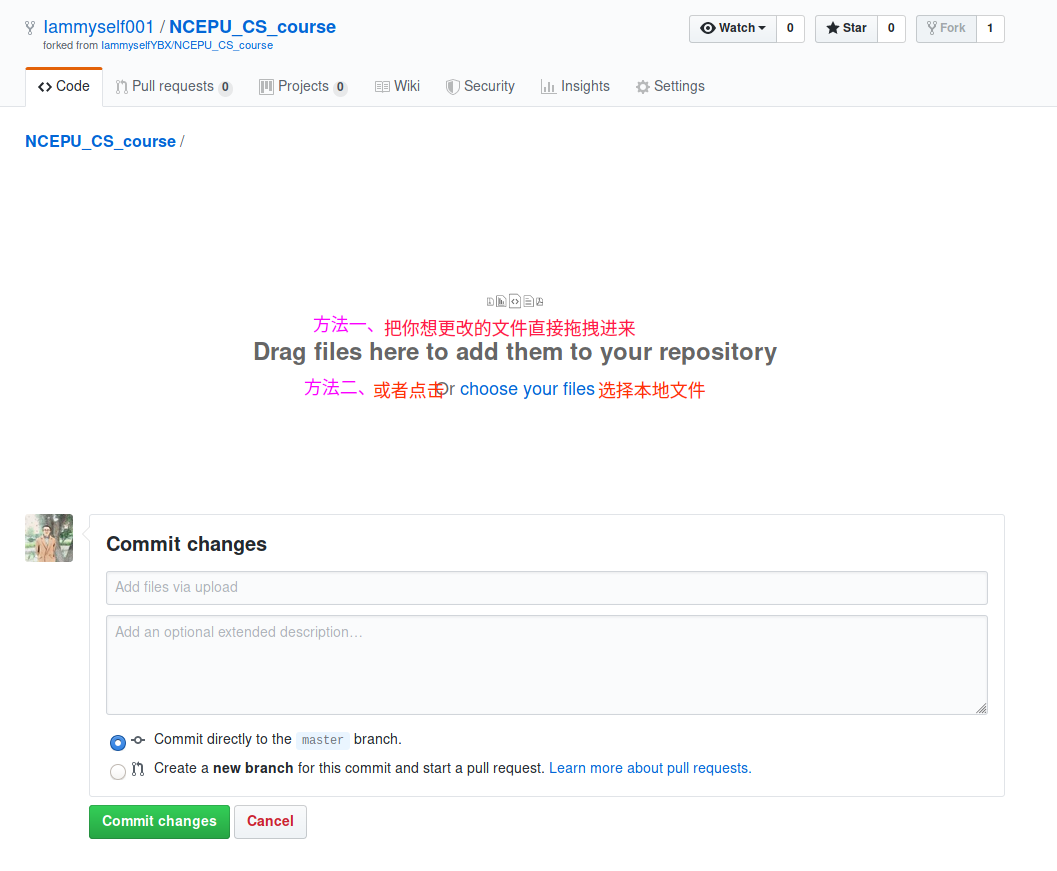 Iammyself001 / NCEPU_CS_course
Watch 0 Star 0 Fork 1
forked from IammyselfYBX/NCEPU_CS_course
Code Pull requests 0 Projects 0 Wiki Security Insights Settings
NCEPU_CS_course /
方法一、把你想更改的文件直接拖拽进来
Drag files here to add them to your repository
方法二、或者点击Or choose your files 选择本地文件
Commit changes
Add files via upload
Add an optional extended description…
Commit directly to the master branch.
Create a new branch for this commit and start a pull request. Learn more about pull requests.
Commit changes Cancel